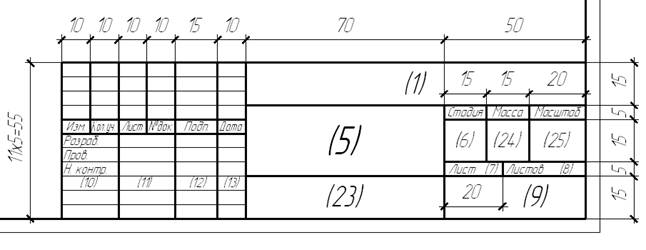 10 10 10 10 15 10 70 50
(1) 15 15 20 15
11x5=55
Изм. Кол.уч Лист №док. Подп. Дата Стадия Масса Масштаб 5
Разраб. (5) (6) (24) (25) 15
Пров.
Н. контр. Лист (7) Листов (8) 5
(10) (11) (12) (13) (23) 20 (9) 15